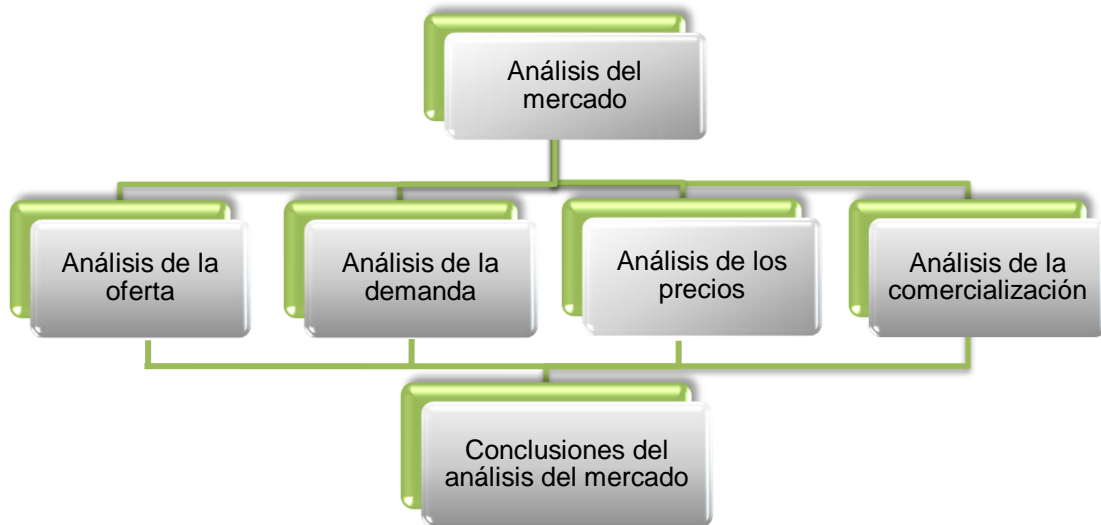 Análisis del
mercado
Análisis de la
oferta
Análisis de la
demanda
Análisis de los
precios
Análisis de la
comercialización
Conclusiones del
análisis del mercado